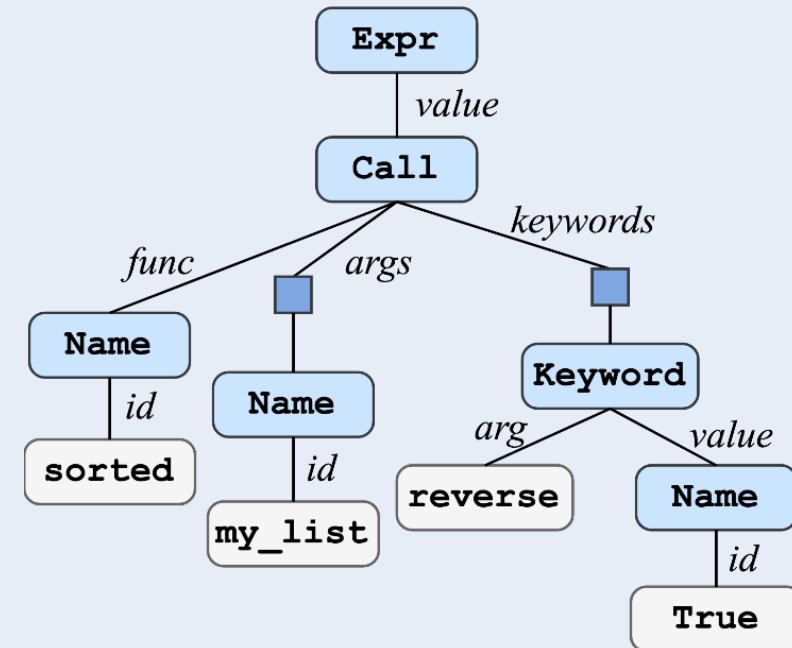 Expr
value
Call
keywords
func
args
Name
Keyword
id
Name
arg
value
sorted
id
reverse
Name
my_list
id
True